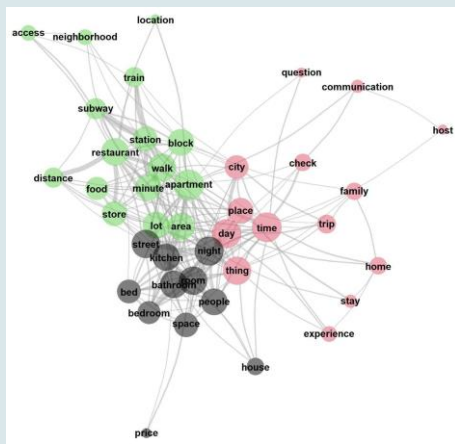 location
access
neighborhood
train
question
communication
subway
host
station
block
restaurant
check
walk
city
distance
minute
apartment
food
family
store
place
trip
lot
area
day
time
street
night
kitchen
home
thing
bathroom
room
bed
people
stay
bedroom
space
experience
house
price